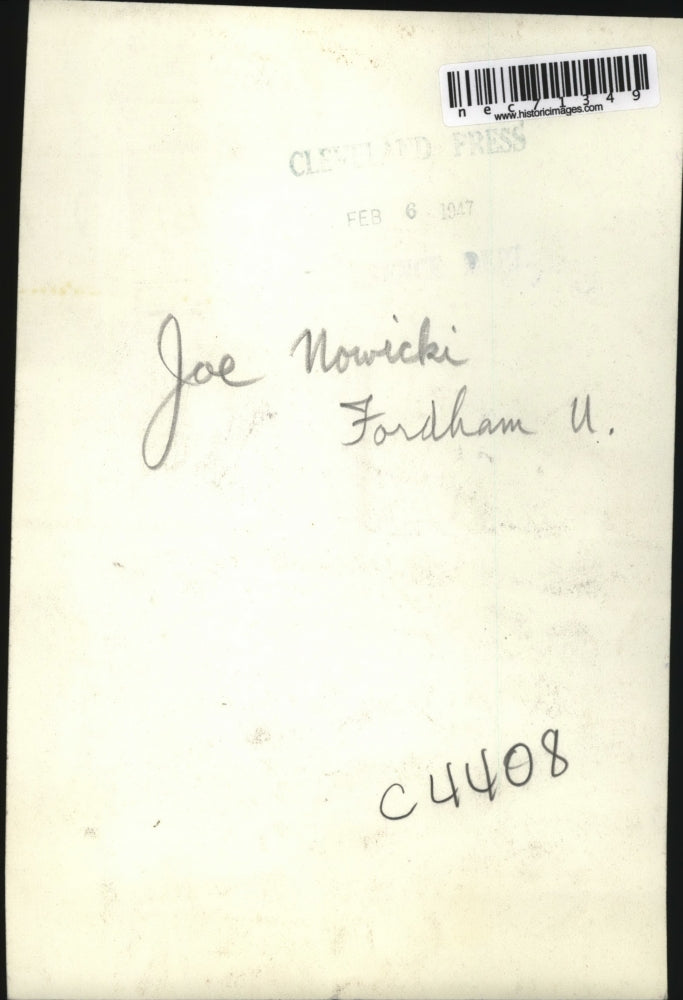 nec71349
www.historicimages.com
CLEVELAND PRESS
FEB 6 1947
Joe Nowicki
Fordham U.
C4408